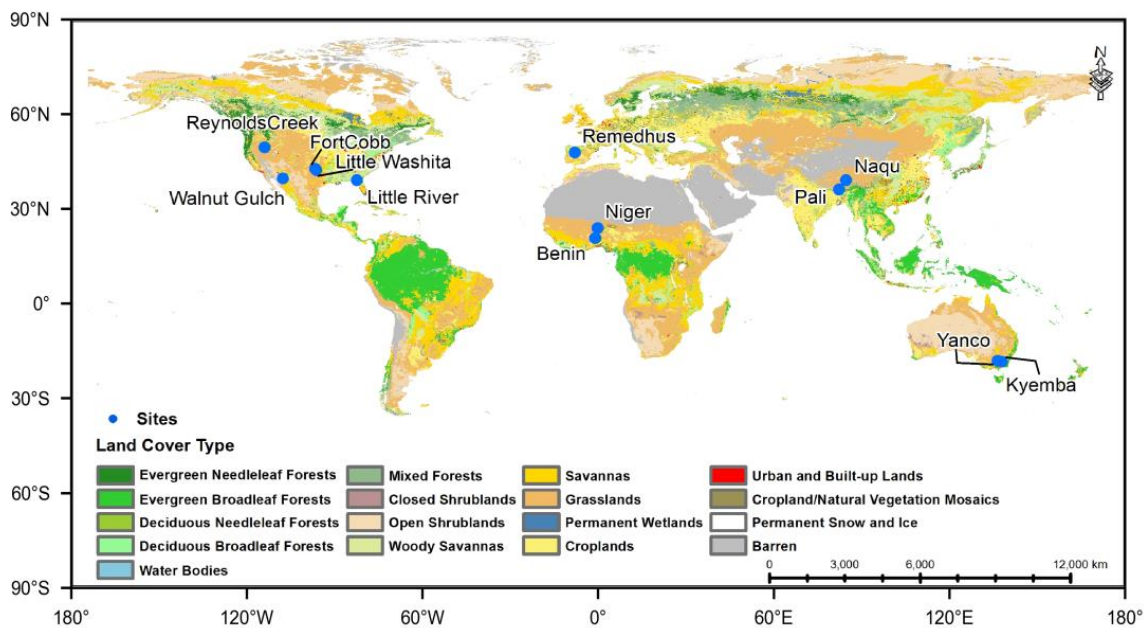 90°N
N
60°N
ReynoldsCreek
FortCobb
Little Washita
Remedhus
Naqu
Walnut Gulch
Little River
Pali
30°N
Niger
Benin
0°
Yanco
Kyemba
30°S
Sites
Land Cover Type
Evergreen Needleleaf Forests
Mixed Forests
Savannas
Urban and Built-up Lands
Evergreen Broadleaf Forests
Closed Shrublands
Grasslands
Cropland/Natural Vegetation Mosaics
60°S
Deciduous Needleleaf Forests
Open Shrublands
Permanent Wetlands
Permanent Snow and Ice
Deciduous Broadleaf Forests
Woody Savannas
Croplands
Barren
Water Bodies
0 3,000 6,000 12,000 km
90°S
180° 120°W 60°W 0° 60°E 120°E 180°